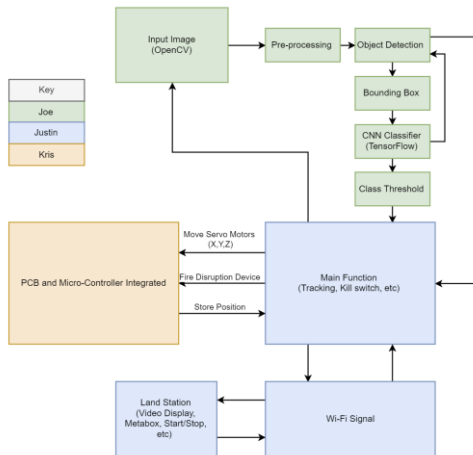 Input Image
(OpenCV)
Pre-processing
Object Detection
Bounding Box
CNN Classifier
(TensorFlow)
Class Threshold
Key
Joe
Justin
Kris
Move Servo Motors
(X,Y,Z)
Fire Disruption Device
Store Position
PCB and Micro-Controller Integrated
Main Function
(Tracking, Kill switch, etc)
Land Station
(Video Display,
Metabox, Start/Stop,
etc)
Wi-Fi Signal